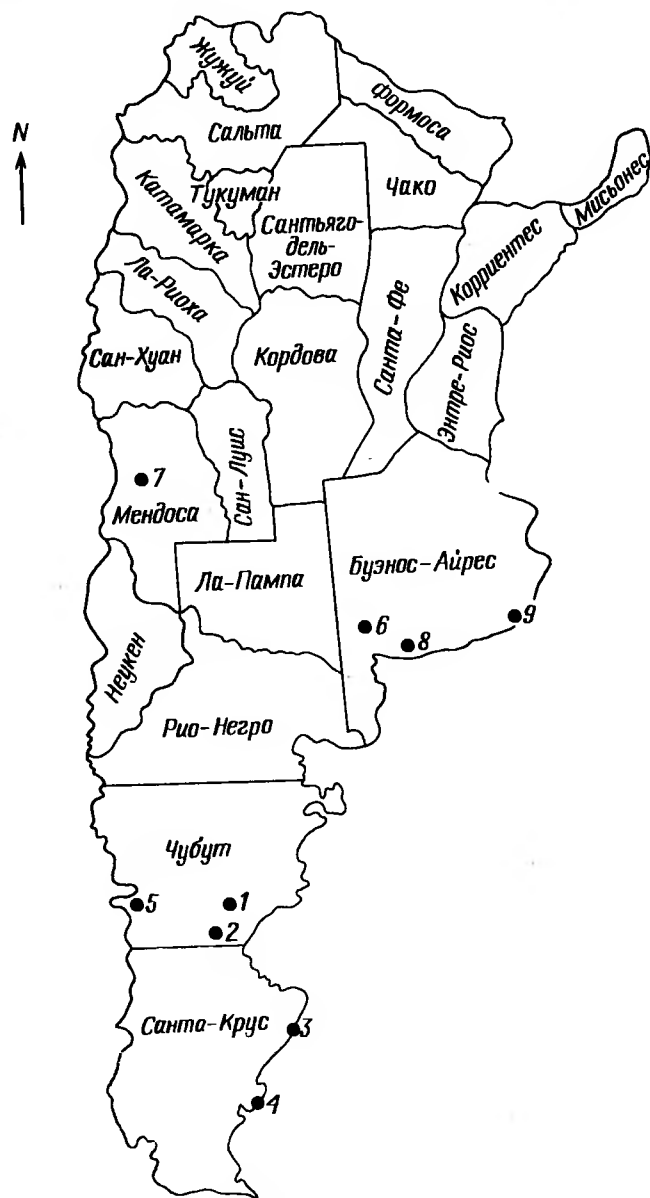 N
Жужуй
Сальта
Формоса
Чако
Мисьонес
Катамарка
Тукуман
Сантьяго-
дель-
Эстеро
Корриентес
Ла-Риоха
Санта-Фе
Сан-Хуан
Кордова
Энтре-Риос
7
Мендоса
Сан-Луис
Ла-Пампа
Буэнос-Айрес
6
8
9
Неукен
Рио-Негро
Чубут
5
1
2
Санта-Крус
3
4